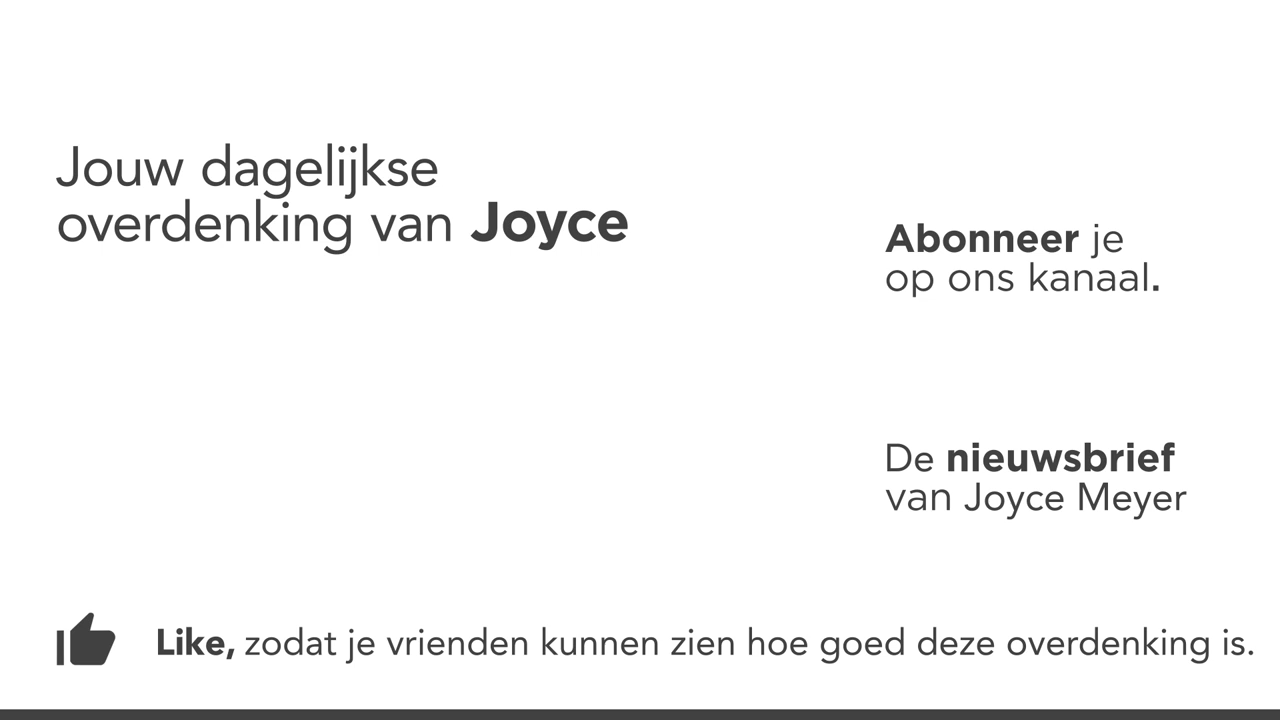 Jouw dagelijkse
overdenking van Joyce
Abonneer je
op ons kanaal.
De nieuwsbrief
van Joyce Meyer
Like, zodat je vrienden kunnen zien hoe goed deze overdenking is.